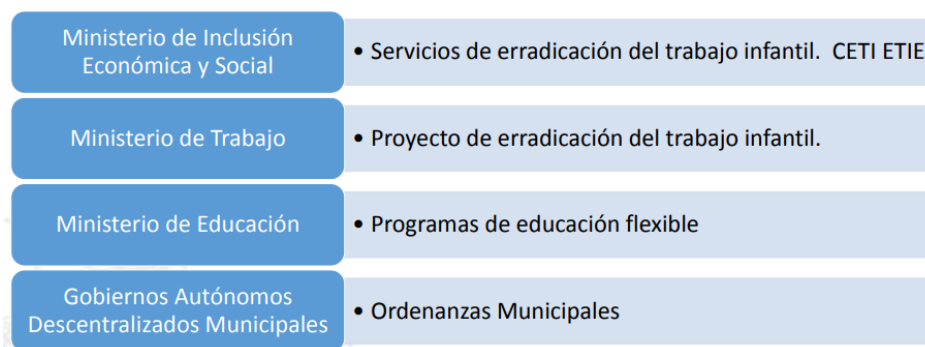 Ministerio de Inclusión
Económica y Social
• Servicios de erradicación del trabajo infantil. CETI ETIE
Ministerio de Trabajo
• Proyecto de erradicación del trabajo infantil.
Ministerio de Educación
• Programas de educación flexible
Gobiernos Autónomos
Descentralizados Municipales
• Ordenanzas Municipales